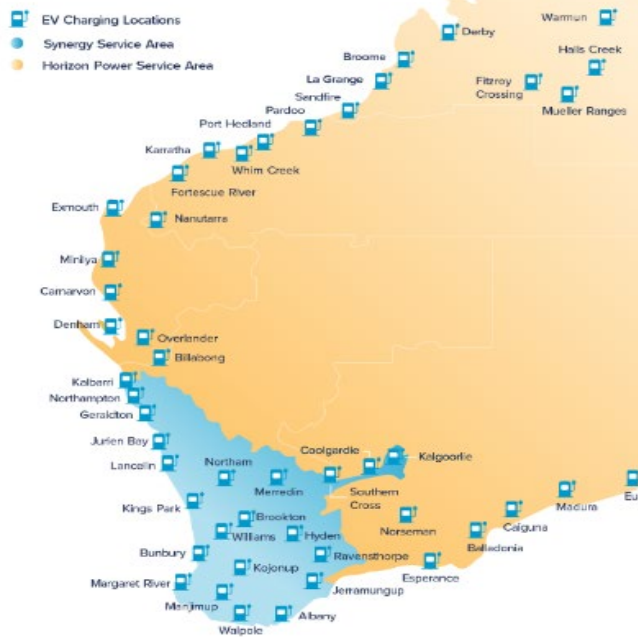 EV Charging Locations
Synergy Service Area
Horizon Power Service Area
Warmun
Derby
Halls Creek
Broome
La Grange
Fitzroy
Crossing
Mueller Ranges
Sandfire
Pardoo
Port Hedland
Karratha
Whim Creek
Fortescue River
Exmouth
Nanutarra
Minilya
Carnarvon
Denham
Overlander
Billabong
Kalbarri
Northampton
Geraldton
Jurien Bay
Coolgardie
Kalgoorlie
Lancelin
Northam
Merredin
Southern
Cross
Madura
Eu
Kings Park
Brookton
Norseman
Caiguna
Williams
Hyden
Balladonia
Bunbury
Ravensthorpe
Kojonup
Esperance
Margaret River
Jerramungup
Manjimup
Albany
Walpole